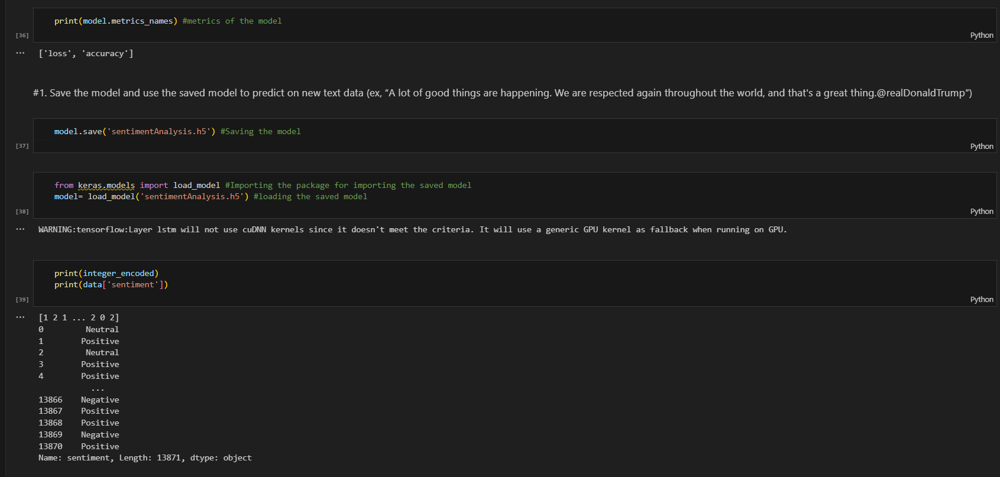 print(model.metrics_names) #metrics of the model
[36]
Python
... ['loss', 'accuracy']
#1. Save the model and use the saved model to predict on new text data (ex, “A lot of good things are happening. We are respected again throughout the world, and that's a great thing.@realDonaldTrump”)
model.save('sentimentAnalysis.h5') #Saving the model
[37]
Python
from keras.models import load_model #Importing the package for importing the saved model
model= load_model('sentimentAnalysis.h5') #loading the saved model
[38]
Python
... WARNING:tensorflow:Layer lstm will not use cuDNN kernels since it doesn't meet the criteria. It will use a generic GPU kernel as fallback when running on GPU.
print(integer_encoded)
print(data['sentiment'])
[39]
Python
... [1 2 1 ... 2 0 2]
0 Neutral
1 Positive
2 Neutral
3 Positive
4 Positive
...
13866 Negative
13867 Positive
13868 Positive
13869 Negative
13870 Positive
Name: sentiment, Length: 13871, dtype: object